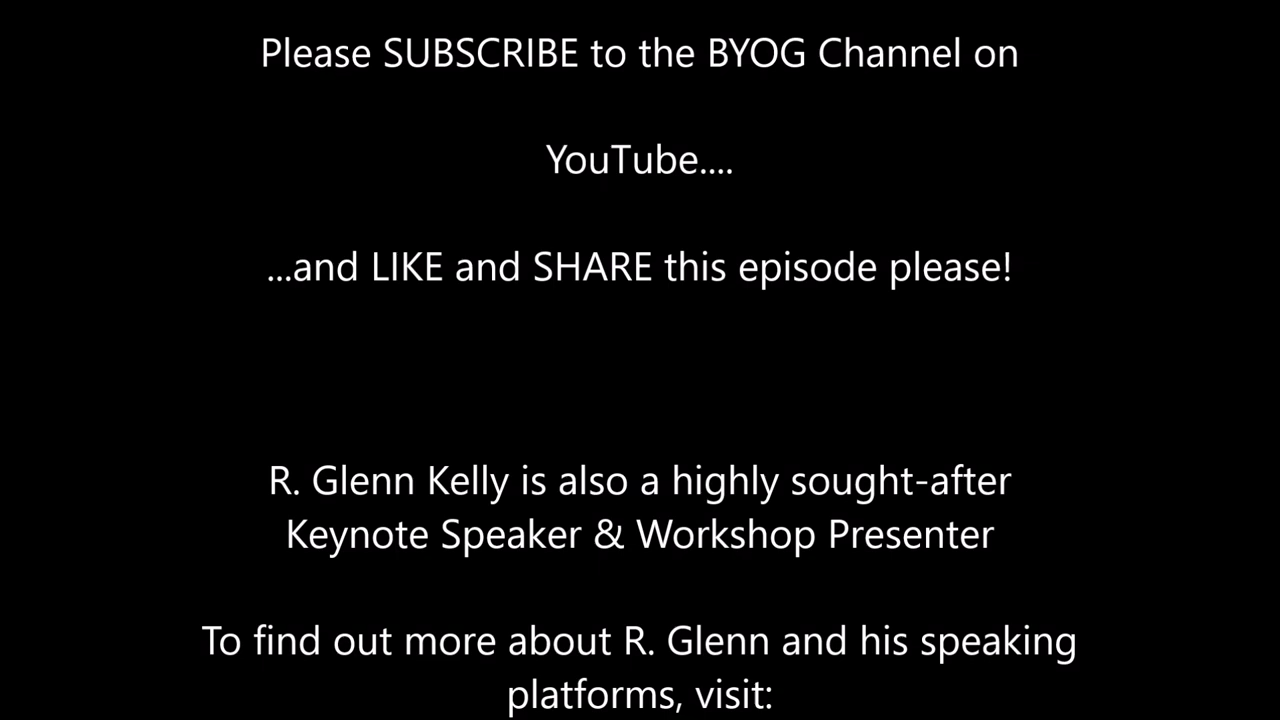 Please SUBSCRIBE to the BYOG Channel on
YouTube....
...and LIKE and SHARE this episode please!
R. Glenn Kelly is also a highly sought-after
Keynote Speaker & Workshop Presenter
To find out more about R. Glenn and his speaking
platforms, visit: